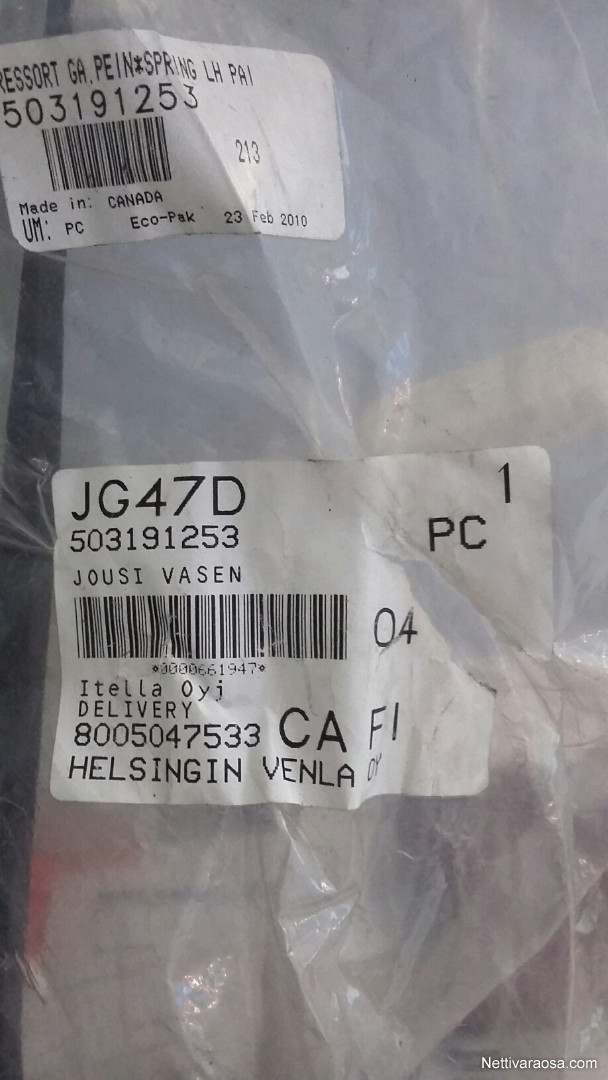 RESSORT GA.PEIN*SPRING LH PAI
503191253
213
Made in: CANADA
UM: PC Eco-Pak 23 Feb 2010
JG47D 1
503191253 PC
JOUSI VASEN
04
*0000661947*
Itella Oyj
DELIVERY
8005047533 CA FI
HELSINGIN VENLA OY
Nettivaraosa.com